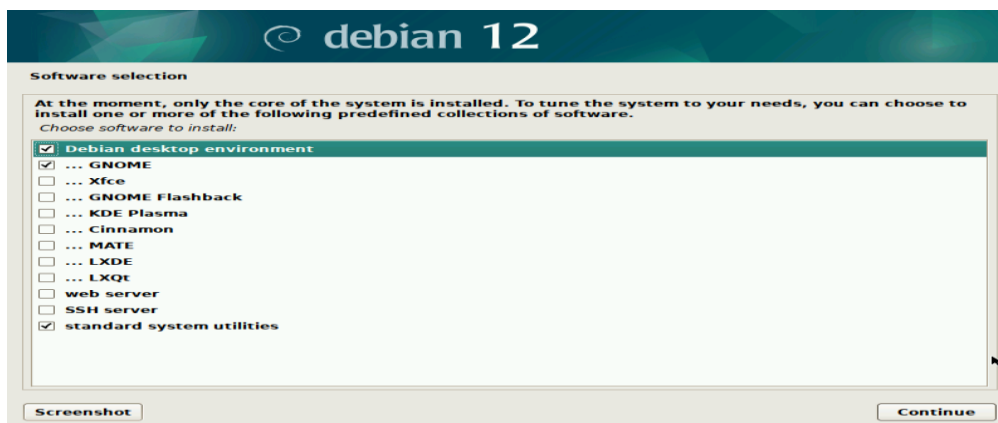 debian 12
Software selection
At the moment, only the core of the system is installed. To tune the system to your needs, you can choose to
install one or more of the following predefined collections of software.
Choose software to install:
Debian desktop environment
... GNOME
... Xfce
... GNOME Flashback
... KDE Plasma
... Cinnamon
... MATE
... LXDE
... LXQt
web server
SSH server
standard system utilities
Screenshot
Continue